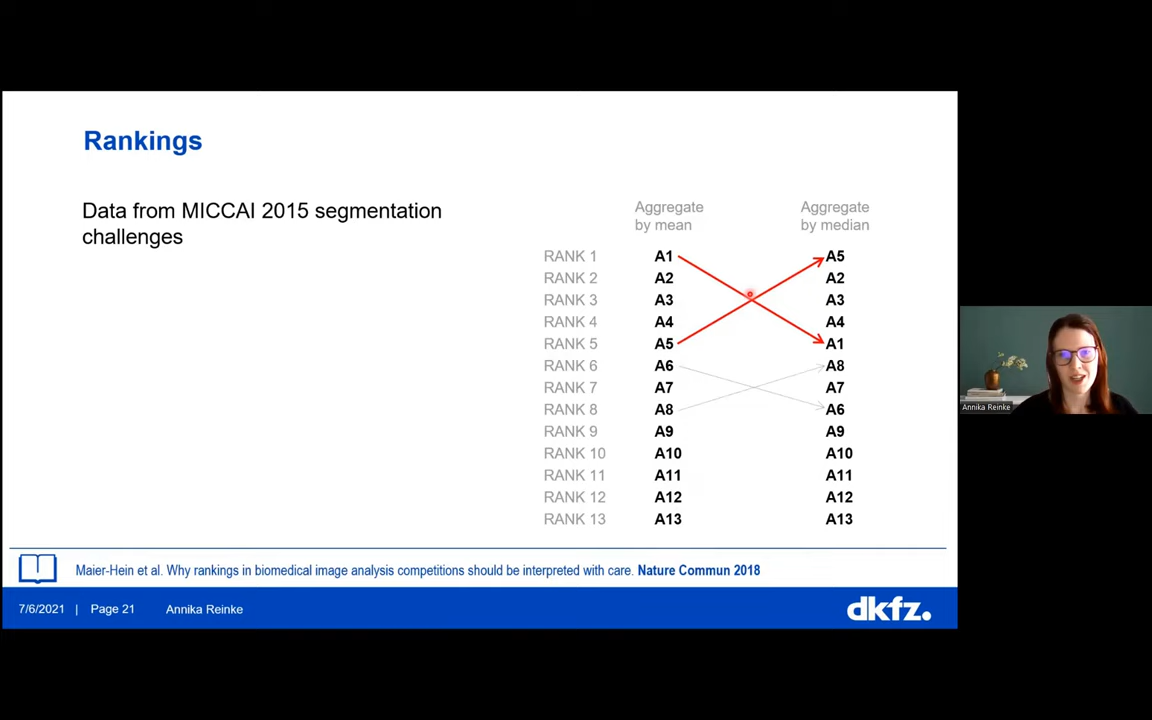 Rankings
Data from MICCAI 2015 segmentation
challenges
Aggregate
by mean
Aggregate
by median
RANK 1 A1 A5
RANK 2 A2 A2
RANK 3 A3 A3
RANK 4 A4 A4
RANK 5 A5 A1
RANK 6 A6 A8
RANK 7 A7 A7
RANK 8 A8 A6
RANK 9 A9 A9
RANK 10 A10 A10
RANK 11 A11 A11
RANK 12 A12 A12
RANK 13 A13 A13
Maier-Hein et al. Why rankings in biomedical image analysis competitions should be interpreted with care. Nature Commun 2018
7/6/2021 | Page 21 Annika Reinke
dkfz.
Annika Reinke